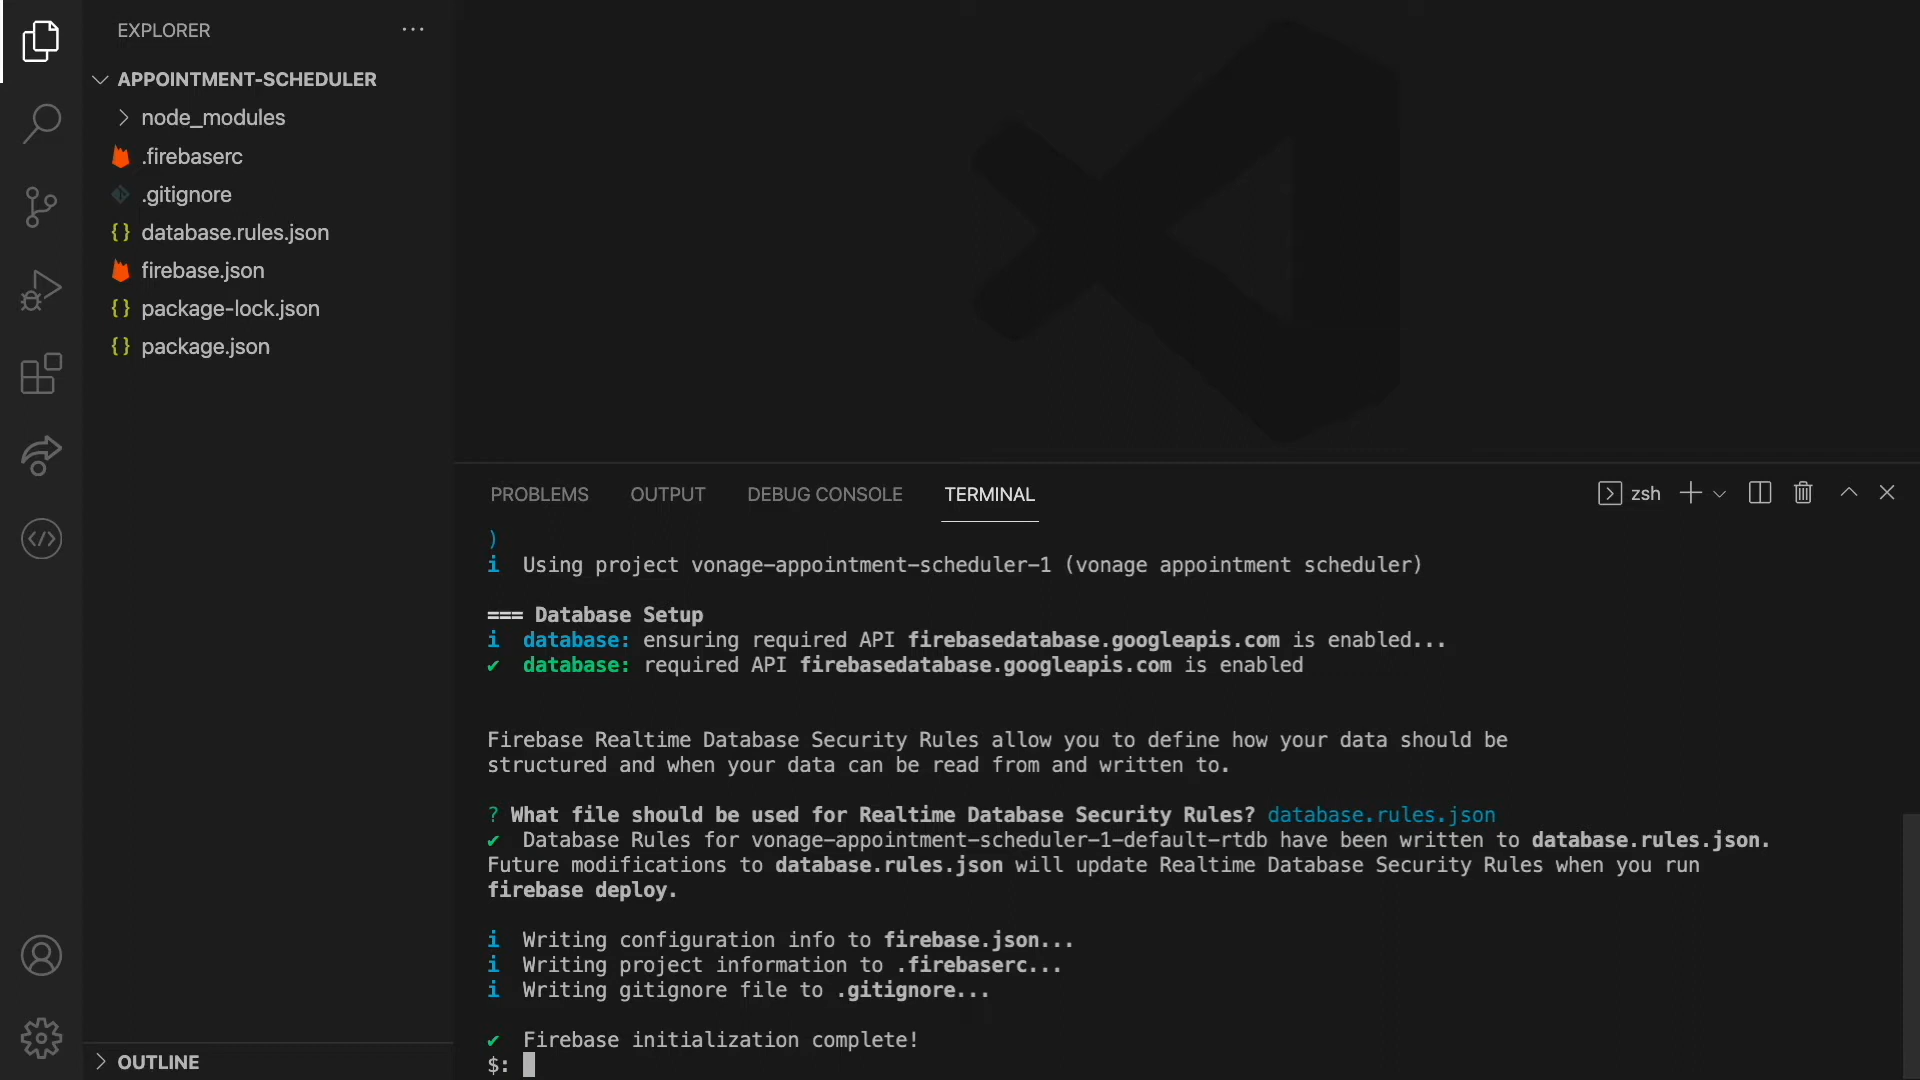 EXPLORER
APPOINTMENT-SCHEDULER
node_modules
.firebaserc
.gitignore
database.rules.json
firebase.json
package-lock.json
package.json
OUTLINE
PROBLEMS OUTPUT DEBUG CONSOLE TERMINAL zsh
)
i Using project vonage-appointment-scheduler-1 (vonage appointment scheduler)
=== Database Setup
i database: ensuring required API firebasedatabase.googleapis.com is enabled...
✔ database: required API firebasedatabase.googleapis.com is enabled
Firebase Realtime Database Security Rules allow you to define how your data should be
structured and when your data can be read from and written to.
? What file should be used for Realtime Database Security Rules? database.rules.json
✔ Database Rules for vonage-appointment-scheduler-1-default-rtdb have been written to database.rules.json.
Future modifications to database.rules.json will update Realtime Database Security Rules when you run
firebase deploy.
i Writing configuration info to firebase.json...
i Writing project information to .firebaserc...
i Writing gitignore file to .gitignore...
✔ Firebase initialization complete!
$: